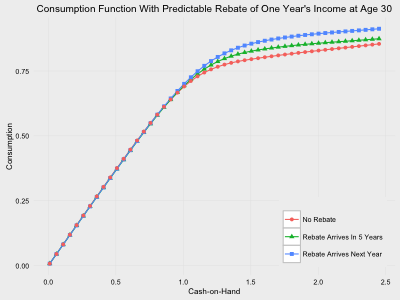 Consumption Function With Predictable Rebate of One Year's Income at Age 30
Consumption
0.75
0.50
0.25
0.00
No Rebate
Rebate Arrives In 5 Years
Rebate Arrives Next Year
0.0 0.5 1.0 1.5 2.0 2.5
Cash-on-Hand